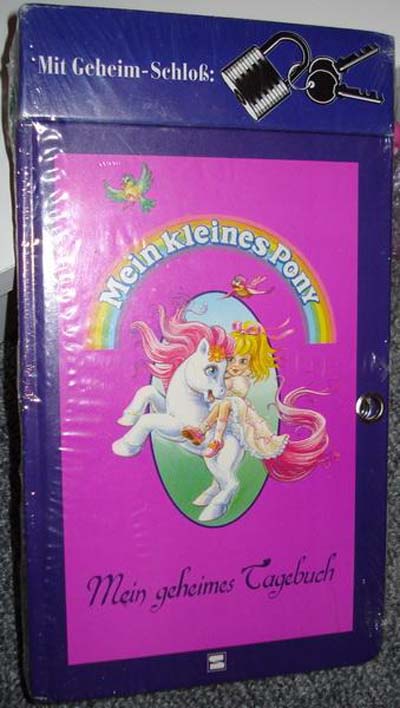 Mit Geheim-Schloß:
Mein kleines Pony
Mein geheimes Tagebuch